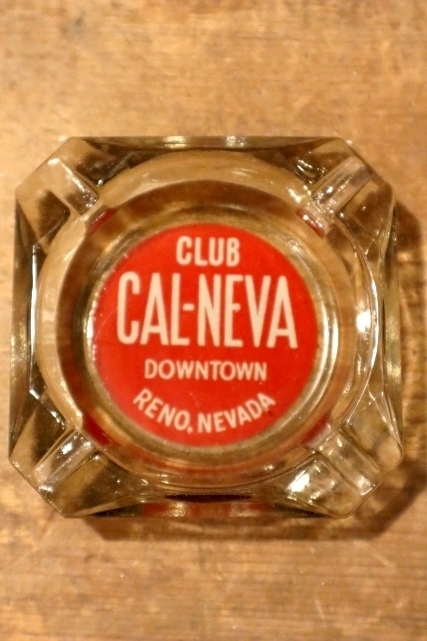 CLUB
CAL-NEVA
DOWNTOWN
RENO, NEVADA